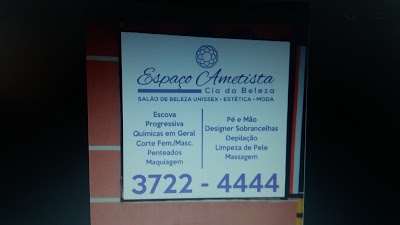 Espaço Ametista
Cia da Beleza
SALÃO DE BELEZA UNISSEX • ESTÉTICA • MODA
Escova
Progressiva
Químicas em Geral
Corte Fem./Masc.
Penteados
Maquiagem
Pé e Mão
Designer Sobrancelhas
Depilação
Limpeza de Pele
Massagem
3722 - 4444